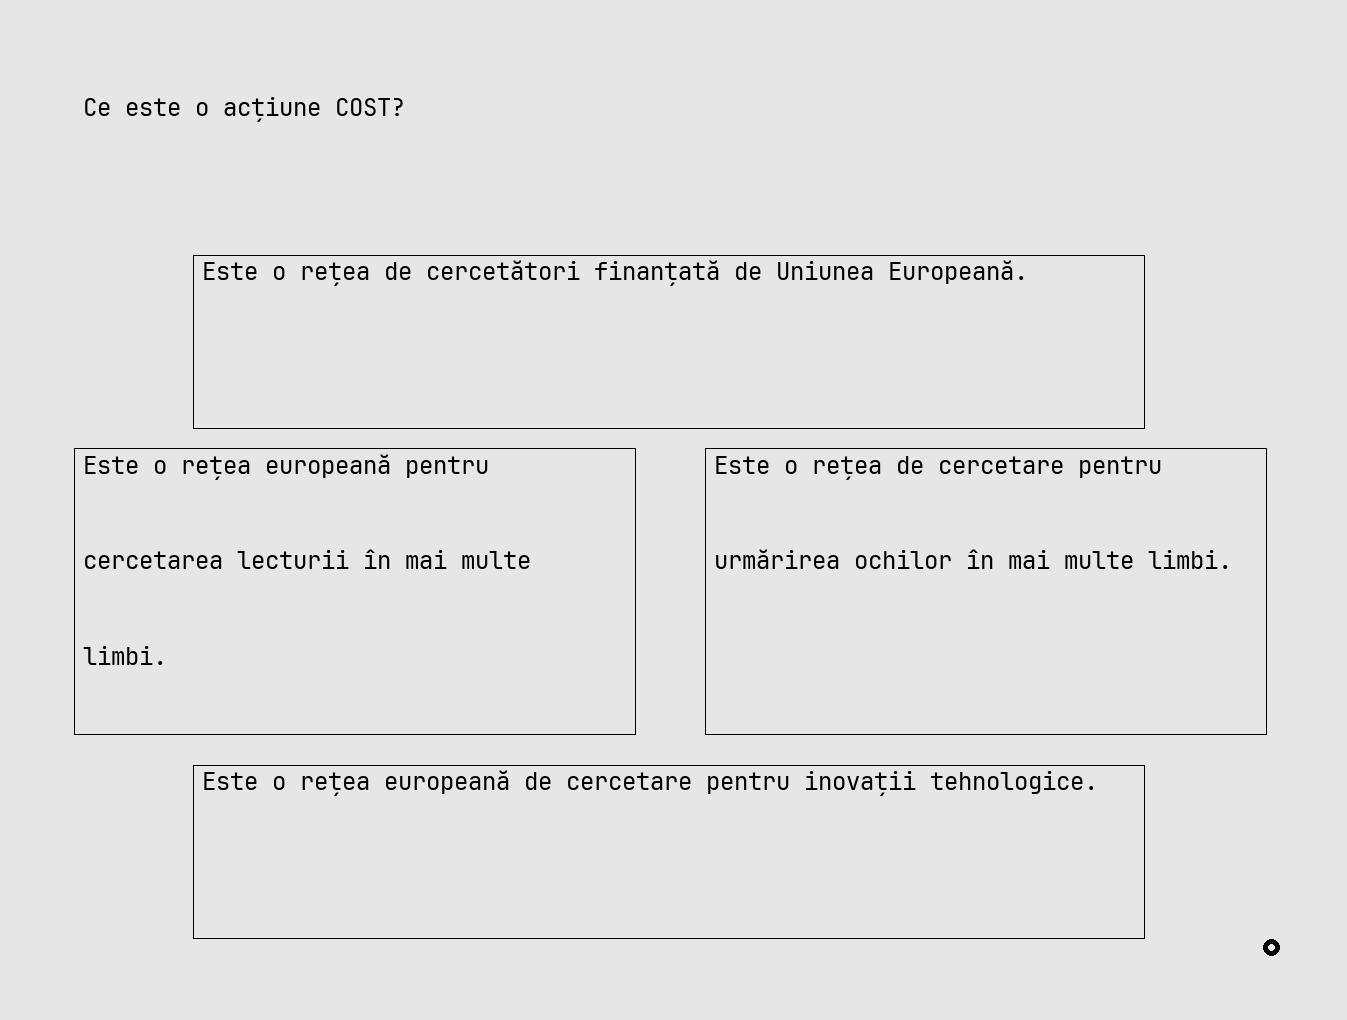 Ce este o acțiune COST?
Este o rețea de cercetători finanțată de Uniunea Europeană.
Este o rețea europeană pentru
cercetarea lecturii în mai multe
limbi.
Este o rețea de cercetare pentru
urmărirea ochilor în mai multe limbi.
Este o rețea europeană de cercetare pentru inovații tehnologice.